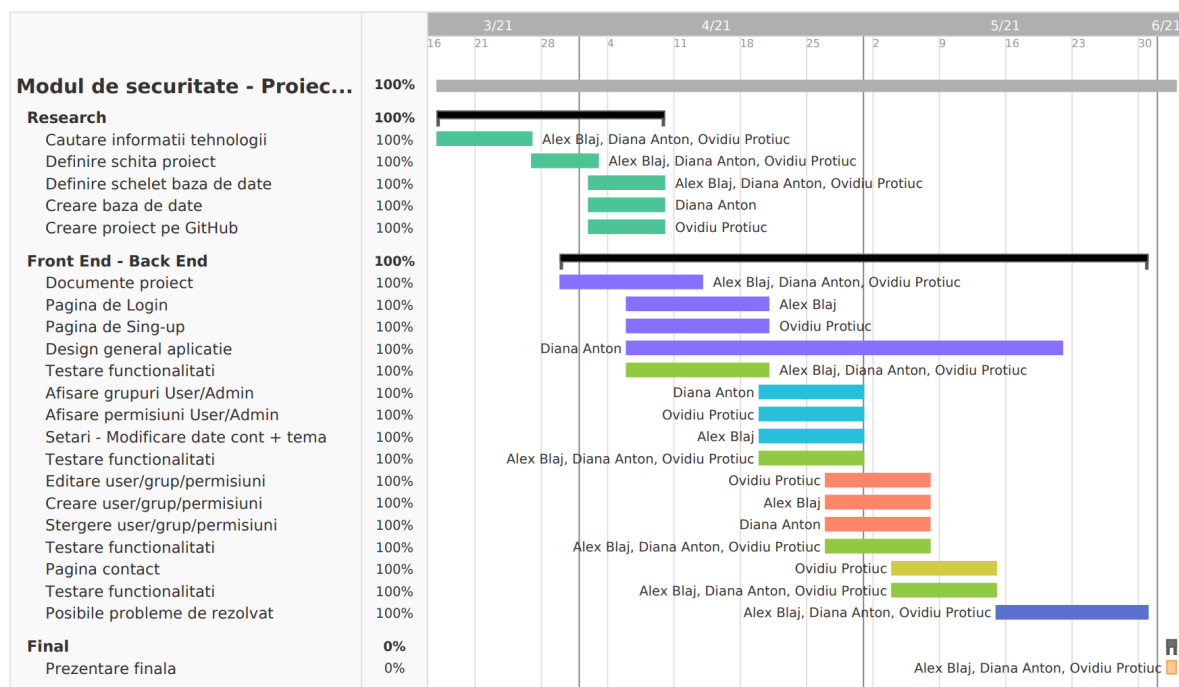 3/21 4/21 5/21 6/21
16 21 28 4 11 18 25 2 9 16 23 30
Modul de securitate - Proiec... 100%
Research 100%
Cautare informatii tehnologii 100% Alex Blaj, Diana Anton, Ovidiu Protiuc
Definire schita proiect 100% Alex Blaj, Diana Anton, Ovidiu Protiuc
Definire schelet baza de date 100% Alex Blaj, Diana Anton, Ovidiu Protiuc
Creare baza de date 100% Diana Anton
Creare proiect pe GitHub 100% Ovidiu Protiuc
Front End - Back End 100%
Documente proiect 100% Alex Blaj, Diana Anton, Ovidiu Protiuc
Pagina de Login 100% Alex Blaj
Pagina de Sing-up 100% Ovidiu Protiuc
Design general aplicatie 100% Diana Anton
Testare functionalitati 100% Alex Blaj, Diana Anton, Ovidiu Protiuc
Afisare grupuri User/Admin 100% Diana Anton
Afisare permisiuni User/Admin 100% Ovidiu Protiuc
Setari - Modificare date cont + tema 100% Alex Blaj
Testare functionalitati 100% Alex Blaj, Diana Anton, Ovidiu Protiuc
Editare user/grup/permisiuni 100% Ovidiu Protiuc
Creare user/grup/permisiuni 100% Alex Blaj
Stergere user/grup/permisiuni 100% Diana Anton
Testare functionalitati 100% Alex Blaj, Diana Anton, Ovidiu Protiuc
Pagina contact 100% Ovidiu Protiuc
Testare functionalitati 100% Alex Blaj, Diana Anton, Ovidiu Protiuc
Posibile probleme de rezolvat 100% Alex Blaj, Diana Anton, Ovidiu Protiuc
Final 0%
Prezentare finala 0% Alex Blaj, Diana Anton, Ovidiu Protiuc